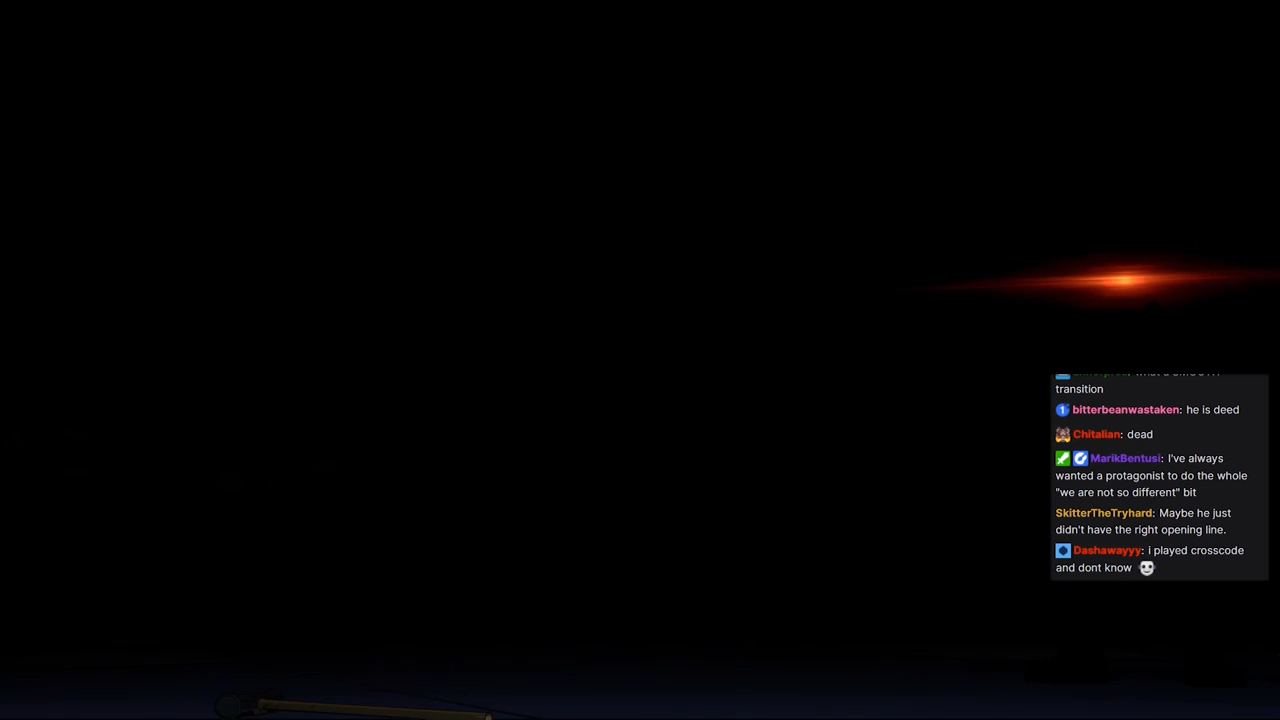 transition
bitterbeanwastaken: he is deed
Chitalian: dead
MarikBentusi: I've always
wanted a protagonist to do the whole
"we are not so different" bit
SkitterTheTryhard: Maybe he just
didn't have the right opening line.
Dashawayyy: i played crosscode
and dont know